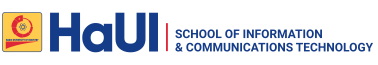 HaUI
SCHOOL OF INFORMATION
& COMMUNICATIONS TECHNOLOGY